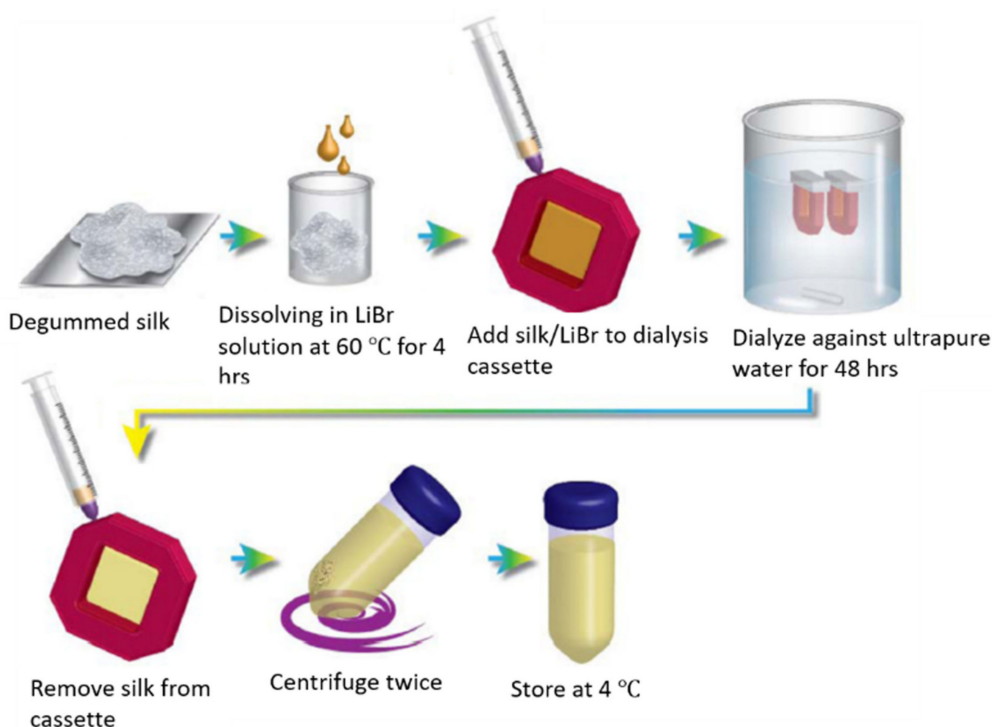 Degummed silk
Dissolving in LiBr
solution at 60 °C for 4
hrs
Add silk/LiBr to dialysis
cassette
Dialyze against ultrapure
water for 48 hrs
Remove silk from
cassette
Centrifuge twice
Store at 4 °C